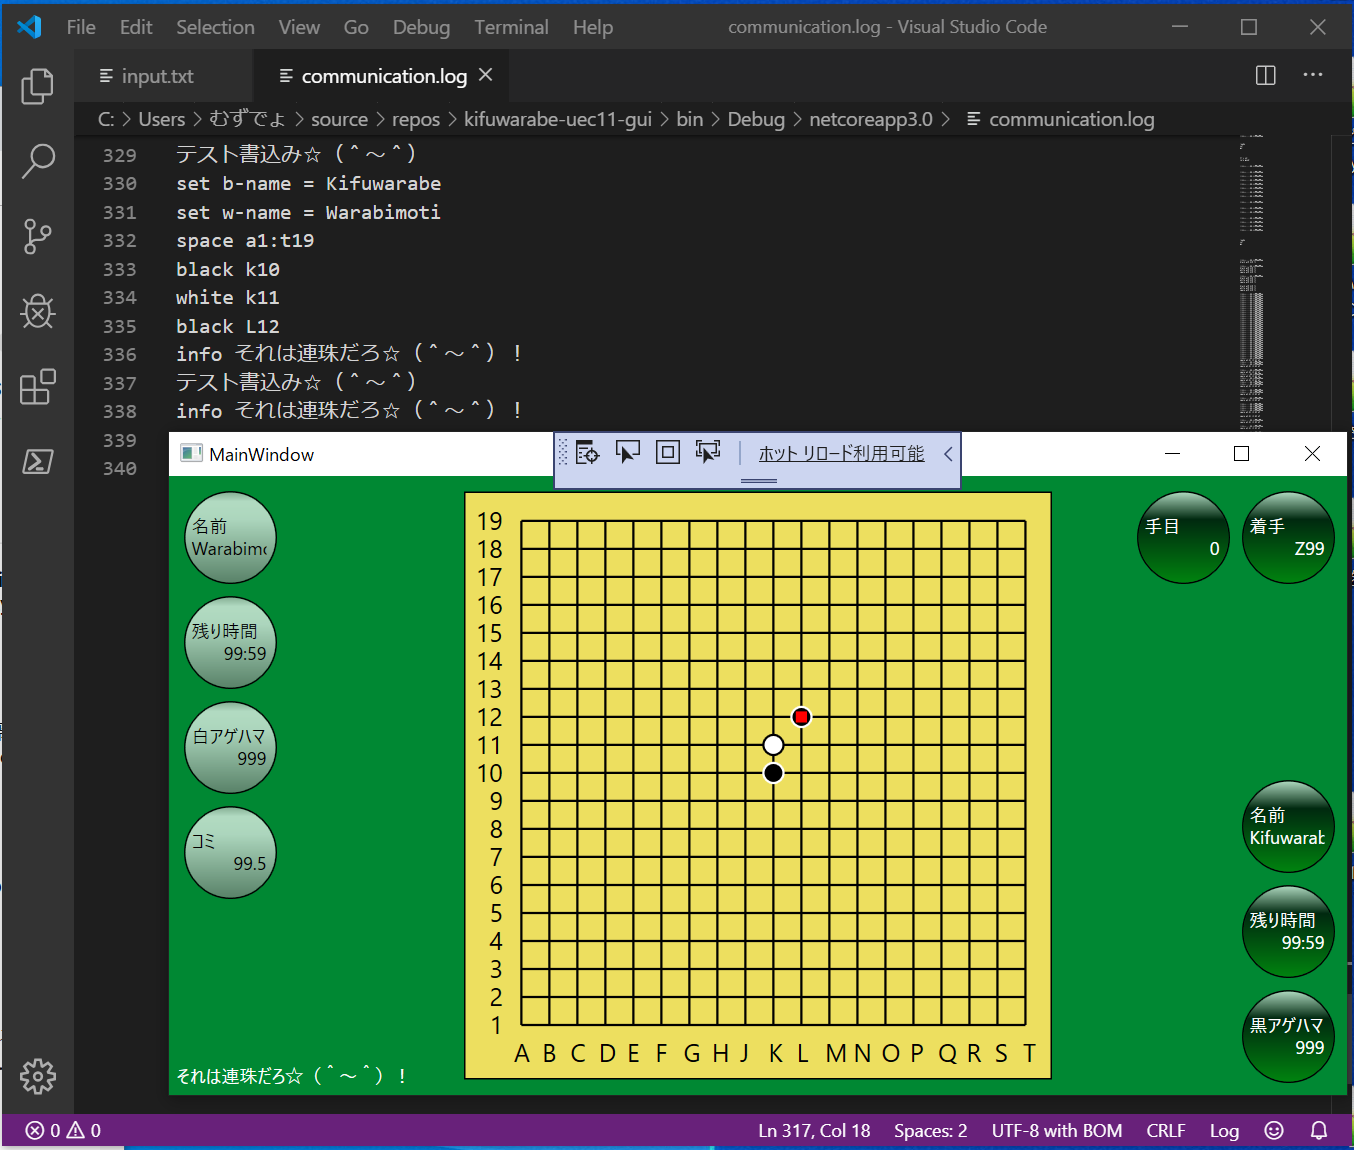 File Edit Selection View Go Debug Terminal Help communication.log - Visual Studio Code
input.txt communication.log
C: > Users > むずでょ > source > repos > kifuwarabe-uec11-gui > bin > Debug > netcoreapp3.0 > communication.log
329 テスト書込み☆（＾～＾）
330 set b-name = Kifuwarabe
331 set w-name = Warabimoti
332 space a1:t19
333 black k10
334 white k11
335 black L12
336 info それは連珠だろ☆（＾～＾）！
337 テスト書込み☆（＾～＾）
338 info それは連珠だろ☆（＾～＾）！
339
340
MainWindow
ホット リロード利用可能
名前
Warabimo
残り時間
99:59
白アゲハマ
999
コミ
99.5
19
18
17
16
15
14
13
12
11
10
9
8
7
6
5
4
3
2
1
A B C D E F G H J K L M N O P Q R S T
手目
0
着手
Z99
名前
Kifuwarab
残り時間
99:59
黒アゲハマ
999
それは連珠だろ☆（＾～＾）！
0 0 Ln 317, Col 18 Spaces: 2 UTF-8 with BOM CRLF Log